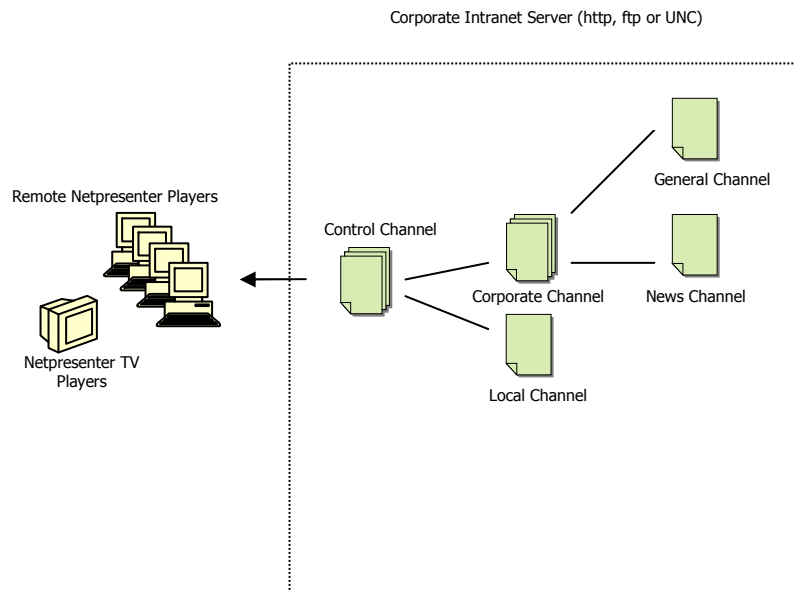 Corporate Intranet Server (http, ftp or UNC)
General Channel
Remote Netpresenter Players
Control Channel
Corporate Channel
News Channel
Netpresenter TV
Players
Local Channel